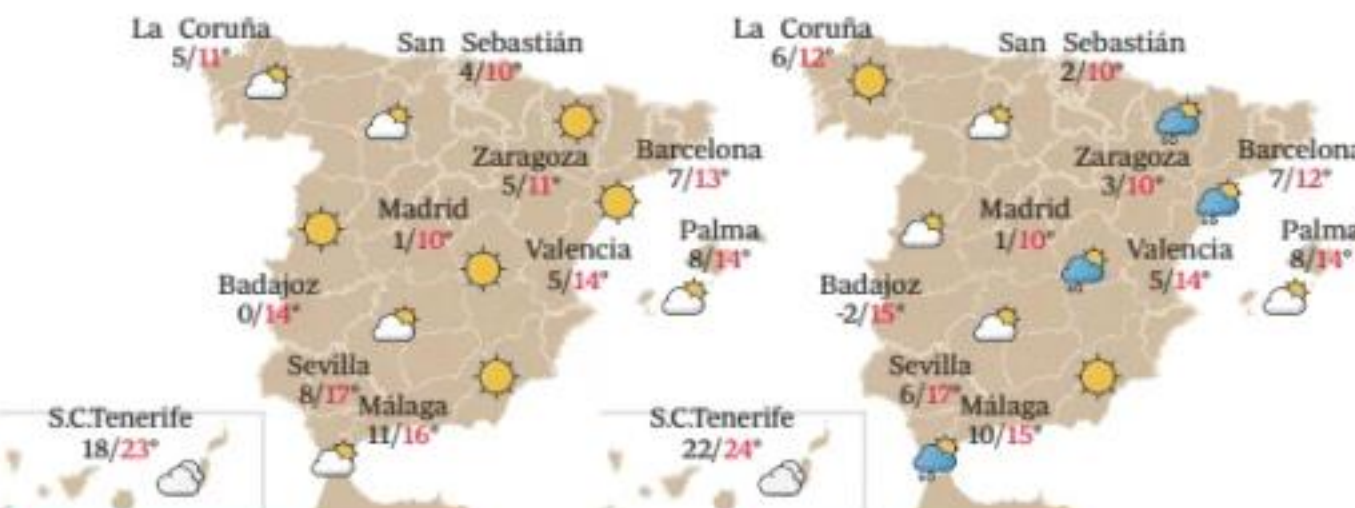 La Coruña
5/11°
San Sebastián
4/10°
Zaragoza
5/11°
Barcelona
7/13°
Madrid
1/10°
Valencia
5/14°
Palma
8/14°
Badajoz
0/14°
Sevilla
8/17°
Málaga
11/16°
S.C.Tenerife
18/23°
La Coruña
6/12°
San Sebastián
2/10°
Zaragoza
3/10°
Barcelona
7/12°
Madrid
1/10°
Valencia
5/14°
Palma
8/14°
Badajoz
-2/15°
Sevilla
6/17°
Málaga
10/15°
S.C.Tenerife
22/24°